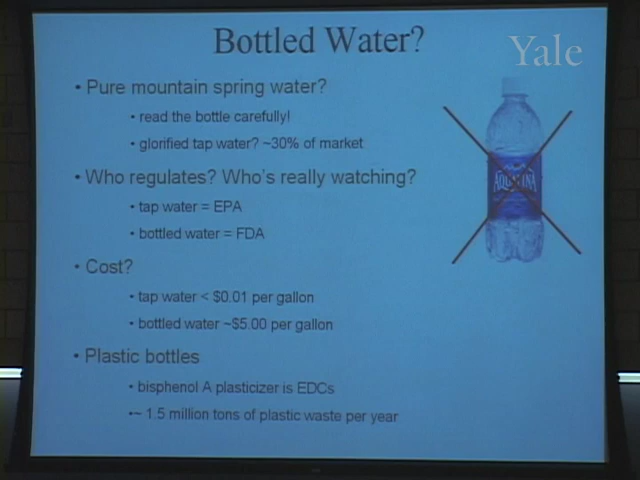 Bottled Water?
Yale
• Pure mountain spring water?
• read the bottle carefully!
• glorified tap water? ~30% of market
• Who regulates? Who's really watching?
• tap water = EPA
• bottled water = FDA
AQUAFINA
• Cost?
• tap water < $0.01 per gallon
• bottled water ~$5.00 per gallon
• Plastic bottles
• bisphenol A plasticizer is EDCs
•~ 1.5 million tons of plastic waste per year